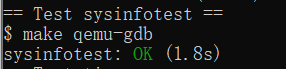 == Test sysinfotest ==
$ make qemu-gdb
sysinfotest: OK (1.8s)